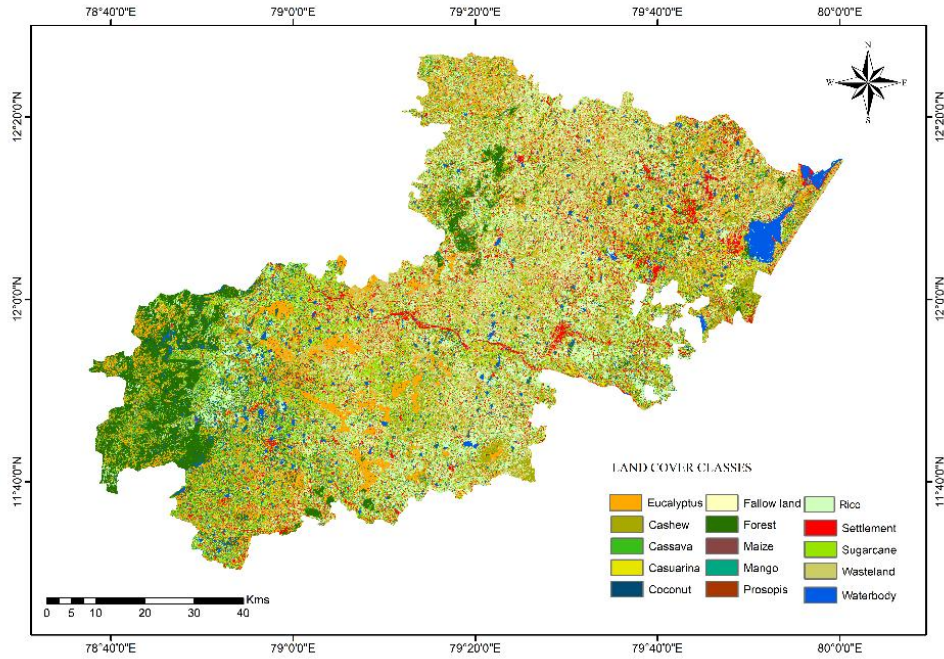 78°40'0"E 79°0'0"E 79°20'0"E 79°40'0"E 80°0'0"E
N
W E
S
12°20'0"N 12°20'0"N
12°0'0"N 12°0'0"N
11°40'0"N 11°40'0"N
LAND COVER CLASSES
Eucalyptus Fallow land Rice
Cashew Forest Settlement
Cassava Maize Sugarcane
Casuarina Mango Wasteland
Coconut Prosopis Waterbody
Kms
0 5 10 20 30 40
78°40'0"E 79°0'0"E 79°20'0"E 79°40'0"E 80°0'0"E